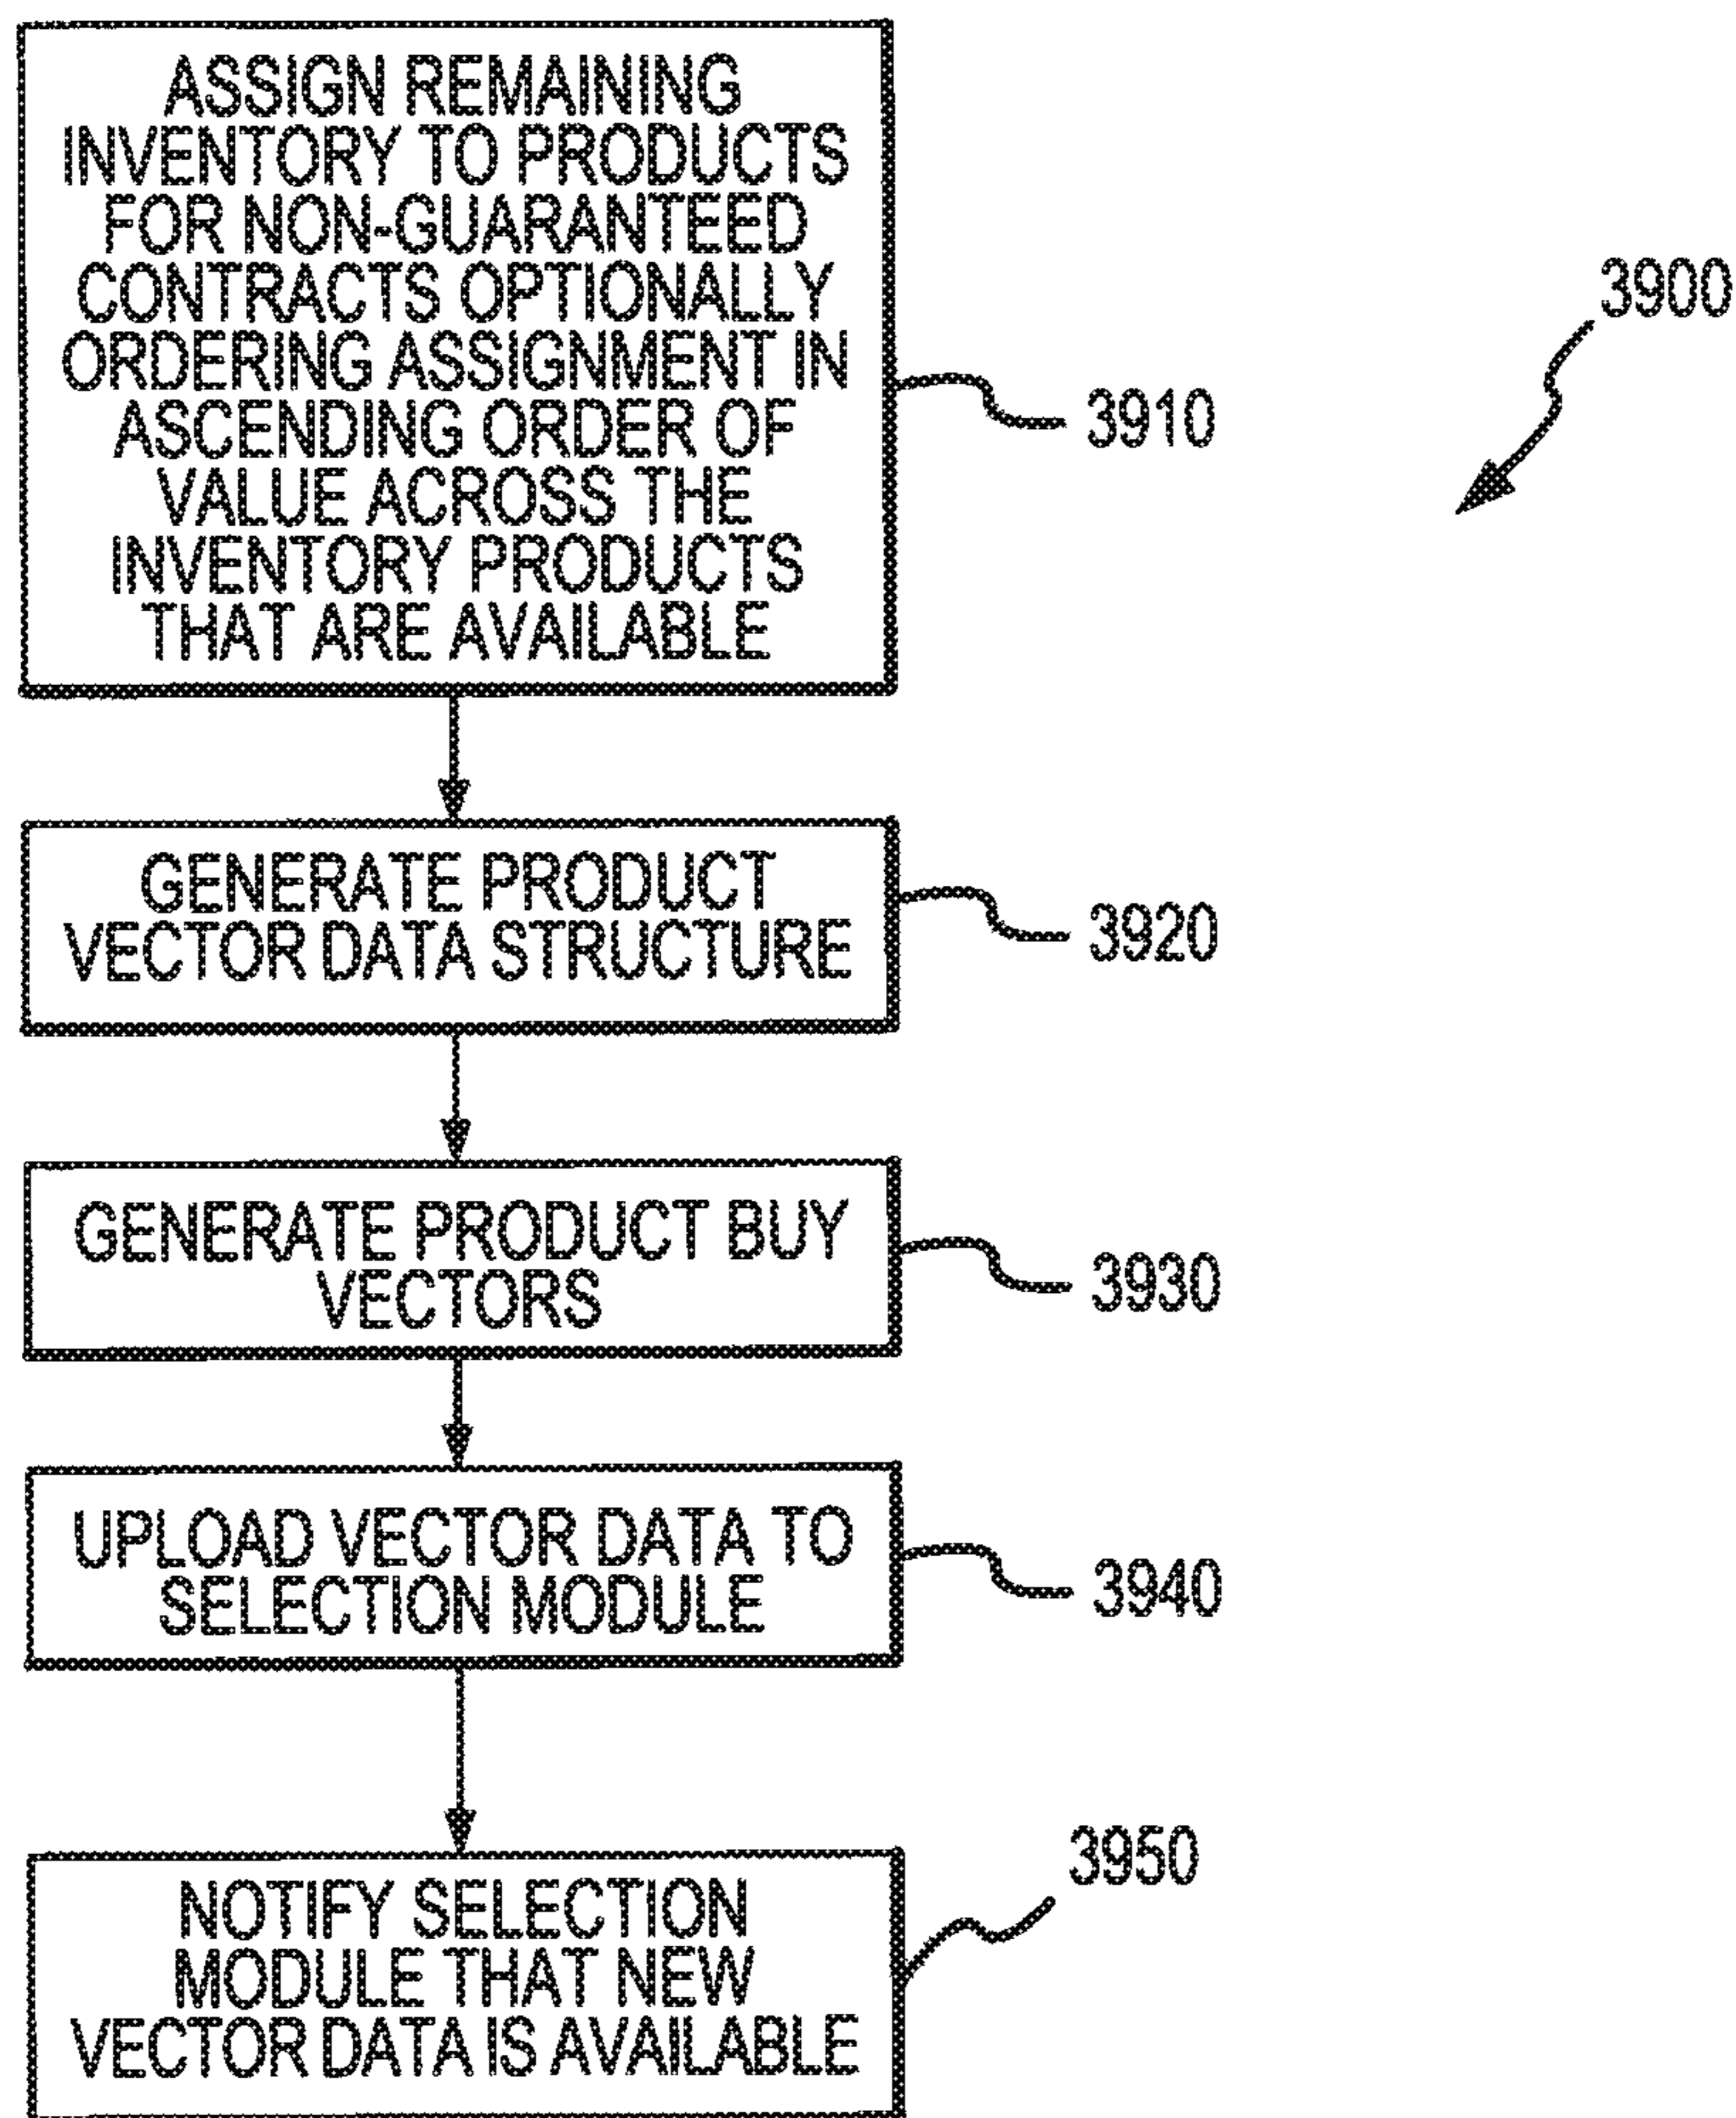 ASSIGN REMAINING
INVENTORY TO PRODUCTS
FOR NON-GUARANTEED
CONTRACTS OPTIONALLY
ORDERING ASSIGNMENT IN
ASCENDING ORDER OF
VALUE ACROSS THE
INVENTORY PRODUCTS
THAT ARE AVAILABLE
3900
3910
GENERATE PRODUCT
VECTOR DATA STRUCTURE
3920
GENERATE PRODUCT BUY
VECTORS
3930
UPLOAD VECTOR DATA TO
SELECTION MODULE
3940
NOTIFY SELECTION
MODULE THAT NEW
VECTOR DATA IS AVAILABLE
3950